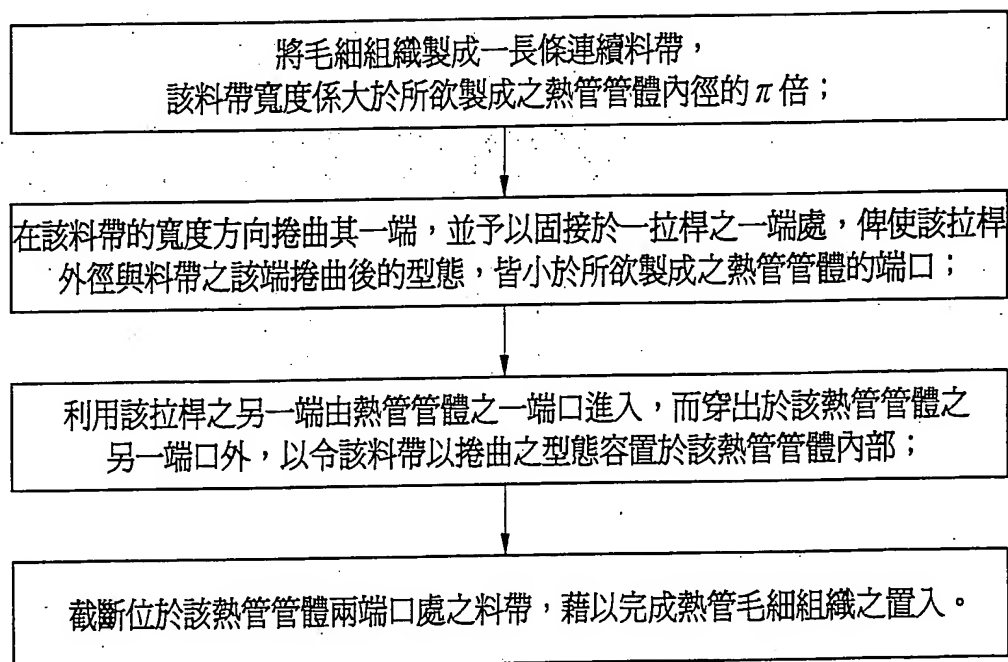 將毛細組織製成一長條連續料帶，
該料帶寬度係大於所欲製成之熱管管體內徑的π倍；
在該料帶的寬度方向捲曲其一端，並予以固接於一拉桿之一端處，俾使該拉桿
外徑與料帶之該端捲曲後的型態，皆小於所欲製成之熱管管體的端口；
利用該拉桿之另一端由熱管管體之一端口進入，而穿出於該熱管管體之
另一端口外，以令該料帶以捲曲之型態容置於該熱管管體內部；
截斷位於該熱管管體兩端口處之料帶，藉以完成熱管毛細組織之置入。